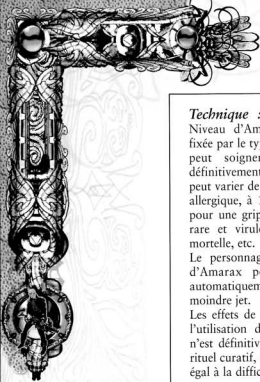 Technique :
Niveau d'Am
fixée par le ty
peut soigner
définitivement
peut varier de
allergique, à
pour une grip
rare et virule
mortelle, etc.
Le personnag
d'Amarax p
automatiquem
moindre jet.
Les effets de
l'utilisation d
n'est définitiv
rituel curatif,
égal à la diffic